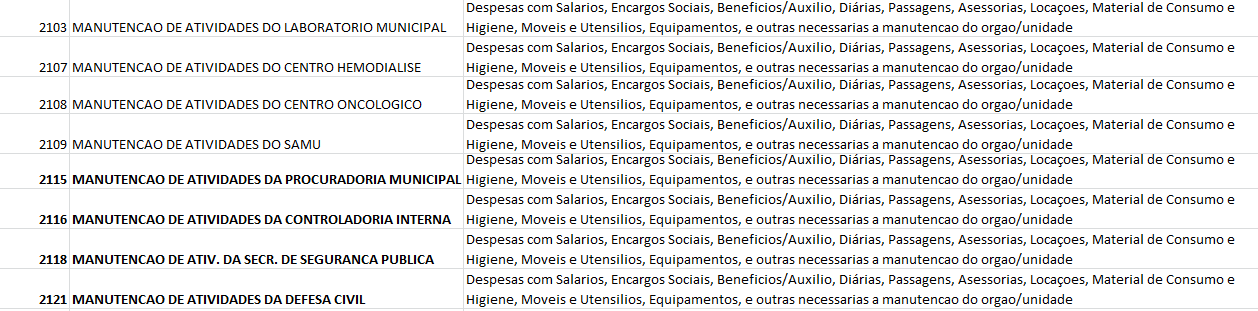 Despesas com Salarios, Encargos Sociais, Beneficios/Auxilio, Diárias, Passagens, Asessorias, Locaçoes, Material de Consumo e
2103 MANUTENCAO DE ATIVIDADES DO LABORATORIO MUNICIPAL Higiene, Moveis e Utensilios, Equipamentos, e outras necessarias a manutencao do orgao/unidade
Despesas com Salarios, Encargos Sociais, Beneficios/Auxilio, Diárias, Passagens, Asessorias, Locaçoes, Material de Consumo e
2107 MANUTENCAO DE ATIVIDADES DO CENTRO HEMODIALISE Higiene, Moveis e Utensilios, Equipamentos, e outras necessarias a manutencao do orgao/unidade
Despesas com Salarios, Encargos Sociais, Beneficios/Auxilio, Diárias, Passagens, Asessorias, Locaçoes, Material de Consumo e
2108 MANUTENCAO DE ATIVIDADES DO CENTRO ONCOLOGICO Higiene, Moveis e Utensilios, Equipamentos, e outras necessarias a manutencao do orgao/unidade
Despesas com Salarios, Encargos Sociais, Beneficios/Auxilio, Diárias, Passagens, Asessorias, Locaçoes, Material de Consumo e
2109 MANUTENCAO DE ATIVIDADES DO SAMU Higiene, Moveis e Utensilios, Equipamentos, e outras necessarias a manutencao do orgao/unidade
Despesas com Salarios, Encargos Sociais, Beneficios/Auxilio, Diárias, Passagens, Asessorias, Locaçoes, Material de Consumo e
2115 MANUTENCAO DE ATIVIDADES DA PROCURADORIA MUNICIPAL Higiene, Moveis e Utensilios, Equipamentos, e outras necessarias a manutencao do orgao/unidade
Despesas com Salarios, Encargos Sociais, Beneficios/Auxilio, Diárias, Passagens, Asessorias, Locaçoes, Material de Consumo e
2116 MANUTENCAO DE ATIVIDADES DA CONTROLADORIA INTERNA Higiene, Moveis e Utensilios, Equipamentos, e outras necessarias a manutencao do orgao/unidade
Despesas com Salarios, Encargos Sociais, Beneficios/Auxilio, Diárias, Passagens, Asessorias, Locaçoes, Material de Consumo e
2118 MANUTENCAO DE ATIV. DA SECR. DE SEGURANCA PUBLICA Higiene, Moveis e Utensilios, Equipamentos, e outras necessarias a manutencao do orgao/unidade
Despesas com Salarios, Encargos Sociais, Beneficios/Auxilio, Diárias, Passagens, Asessorias, Locaçoes, Material de Consumo e
2121 MANUTENCAO DE ATIVIDADES DA DEFESA CIVIL Higiene, Moveis e Utensilios, Equipamentos, e outras necessarias a manutencao do orgao/unidade